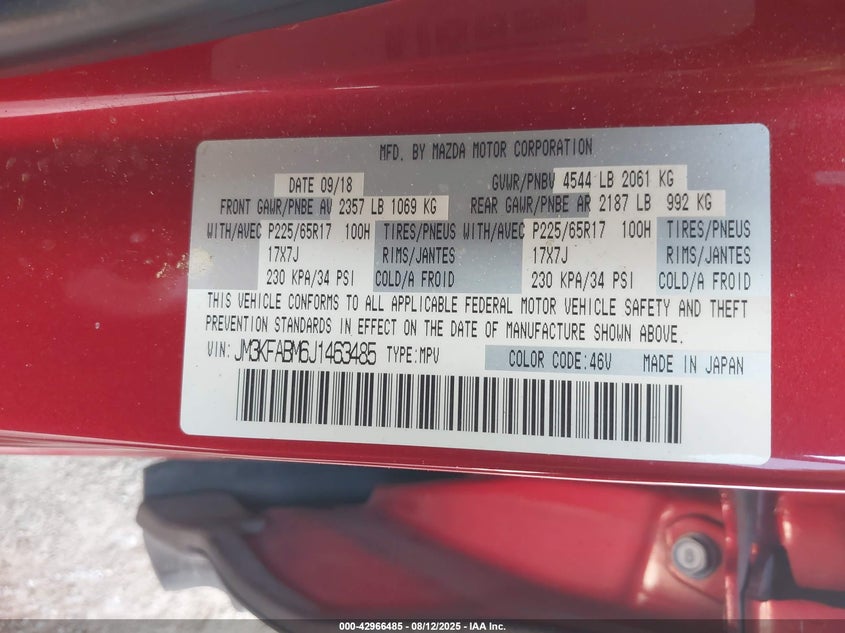 MFD. BY MAZDA MOTOR CORPORATION
DATE 09/18 GVWR/PNBV 4544 LB 2061 KG
FRONT GAWR/PNBE AV 2357 LB 1069 KG REAR GAWR/PNBE AR 2187 LB 992 KG
WITH/AVEC P225/65R17 100H TIRES/PNEUS WITH/AVEC P225/65R17 100H TIRES/PNEUS
17X7J RIMS/JANTES 17X7J RIMS/JANTES
230 KPA/34 PSI COLD/A FROID 230 KPA/34 PSI COLD/A FROID
THIS VEHICLE CONFORMS TO ALL APPLICABLE FEDERAL MOTOR VEHICLE SAFETY AND THEFT
PREVENTION STANDARDS IN EFFECT ON THE DATE OF MANUFACTURE SHOWN ABOVE.
VIN: JM3KFABM6J1463485 TYPE:MPV COLOR CODE:46V MADE IN JAPAN
000-42966485 - 08/12/2025 - IAA Inc.